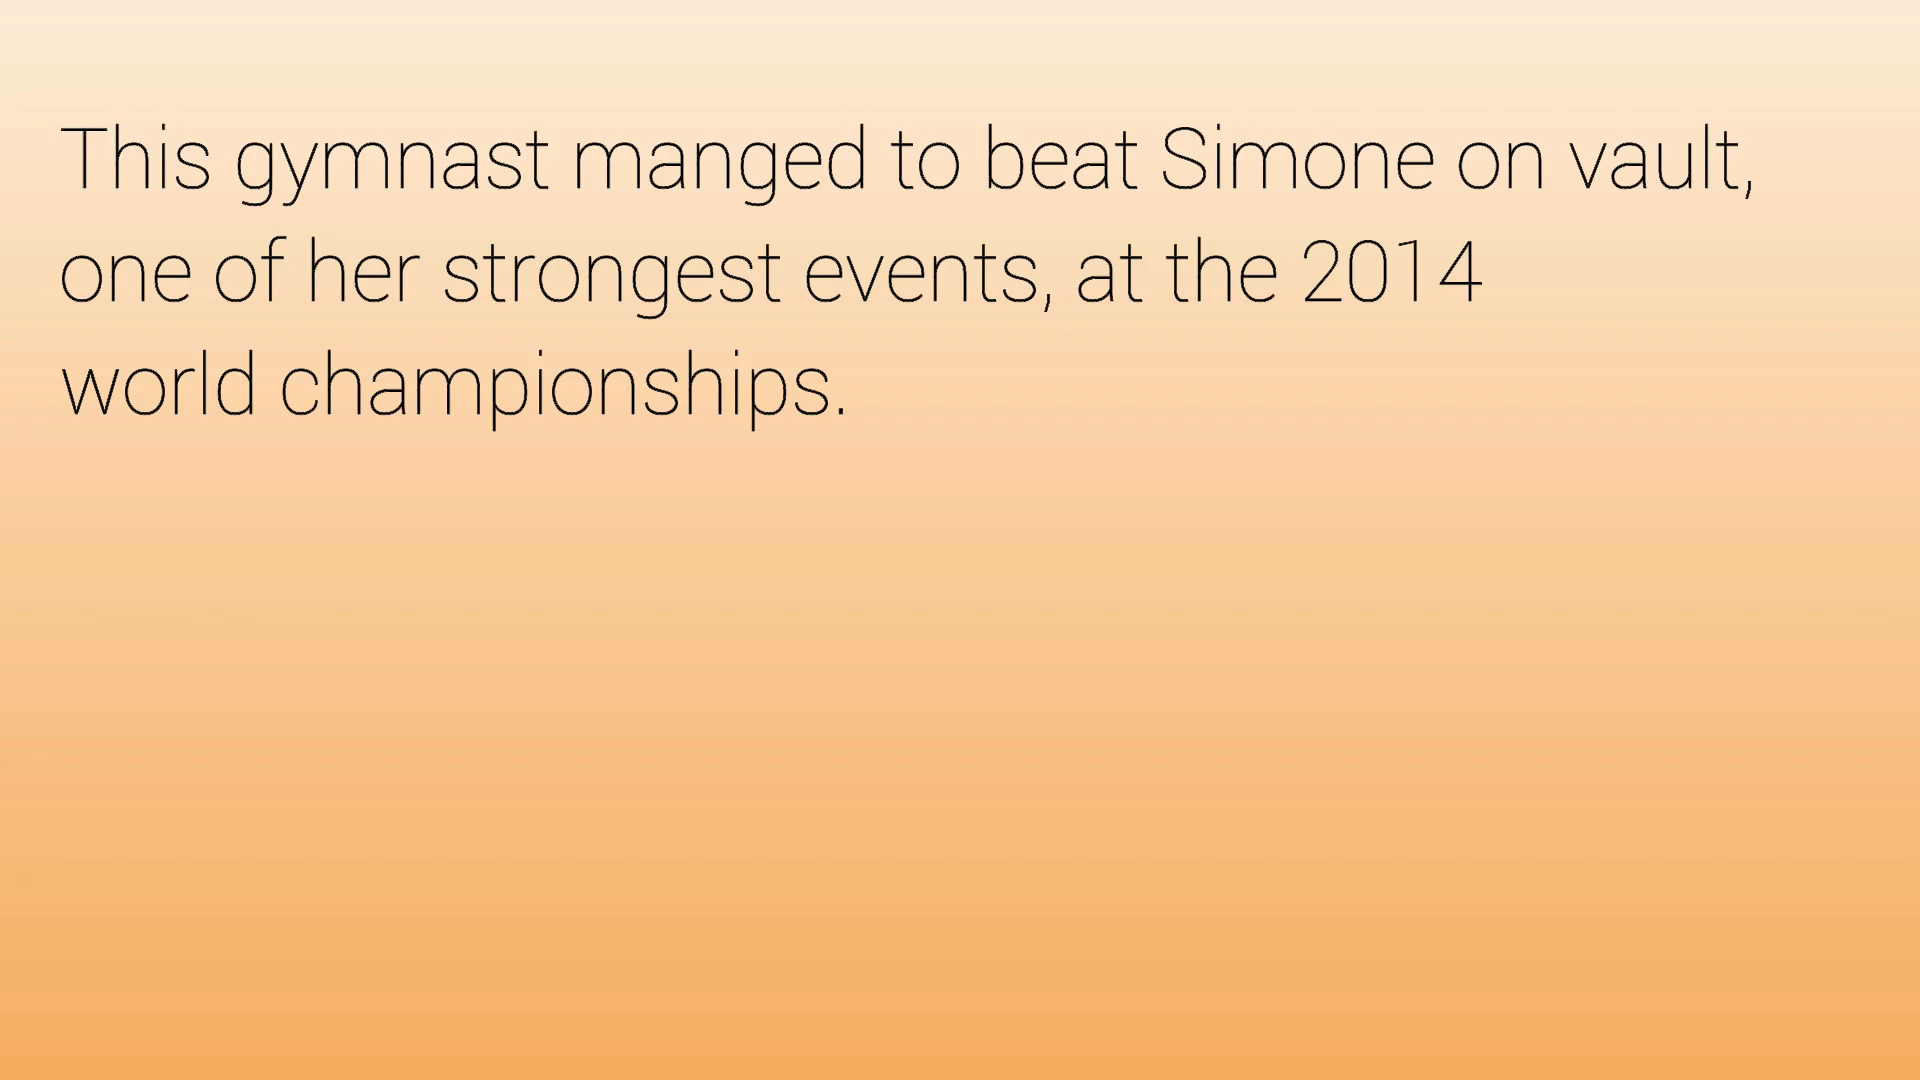 This gymnast manged to beat Simone on vault,
one of her strongest events, at the 2014
world championships.